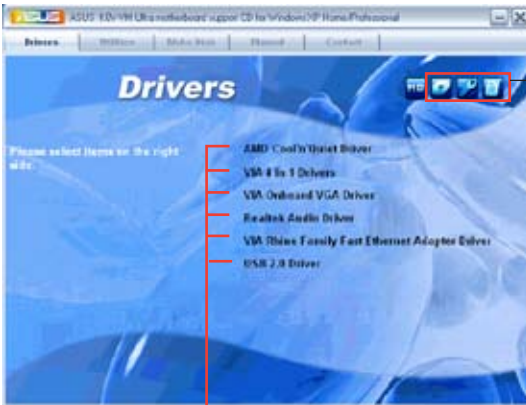 ASUS K8V-VM Ultra motherboard support CD for Windows XP Home/Professional
Drivers Utilities Make Disk Manual Contact
Drivers
Please select items on the right
side.
AMD Cool'n'Quiet Driver
VIA 4 in 1 Drivers
VIA Onboard VGA Driver
Realtek Audio Driver
VIA Rhine Family Fast Ethernet Adapter Driver
USB 2.0 Driver